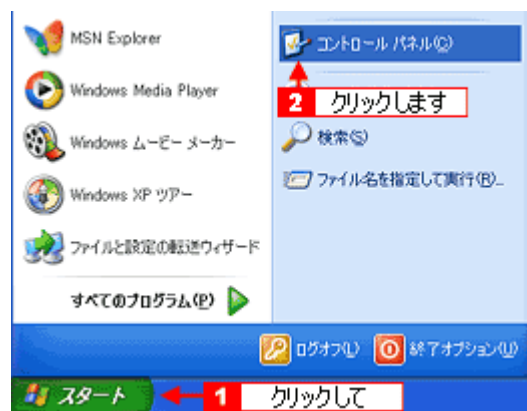 MSN Explorer
Windows Media Player
Windows ムービー メーカー
Windows XP ツアー
ファイルと設定の転送ウィザード
すべてのプログラム(P)
コントロール パネル(C)
2 クリックします
検索(S)
ファイル名を指定して実行(R)...
ログオフ(L)
終了オプション(U)
スタート
1 クリックして